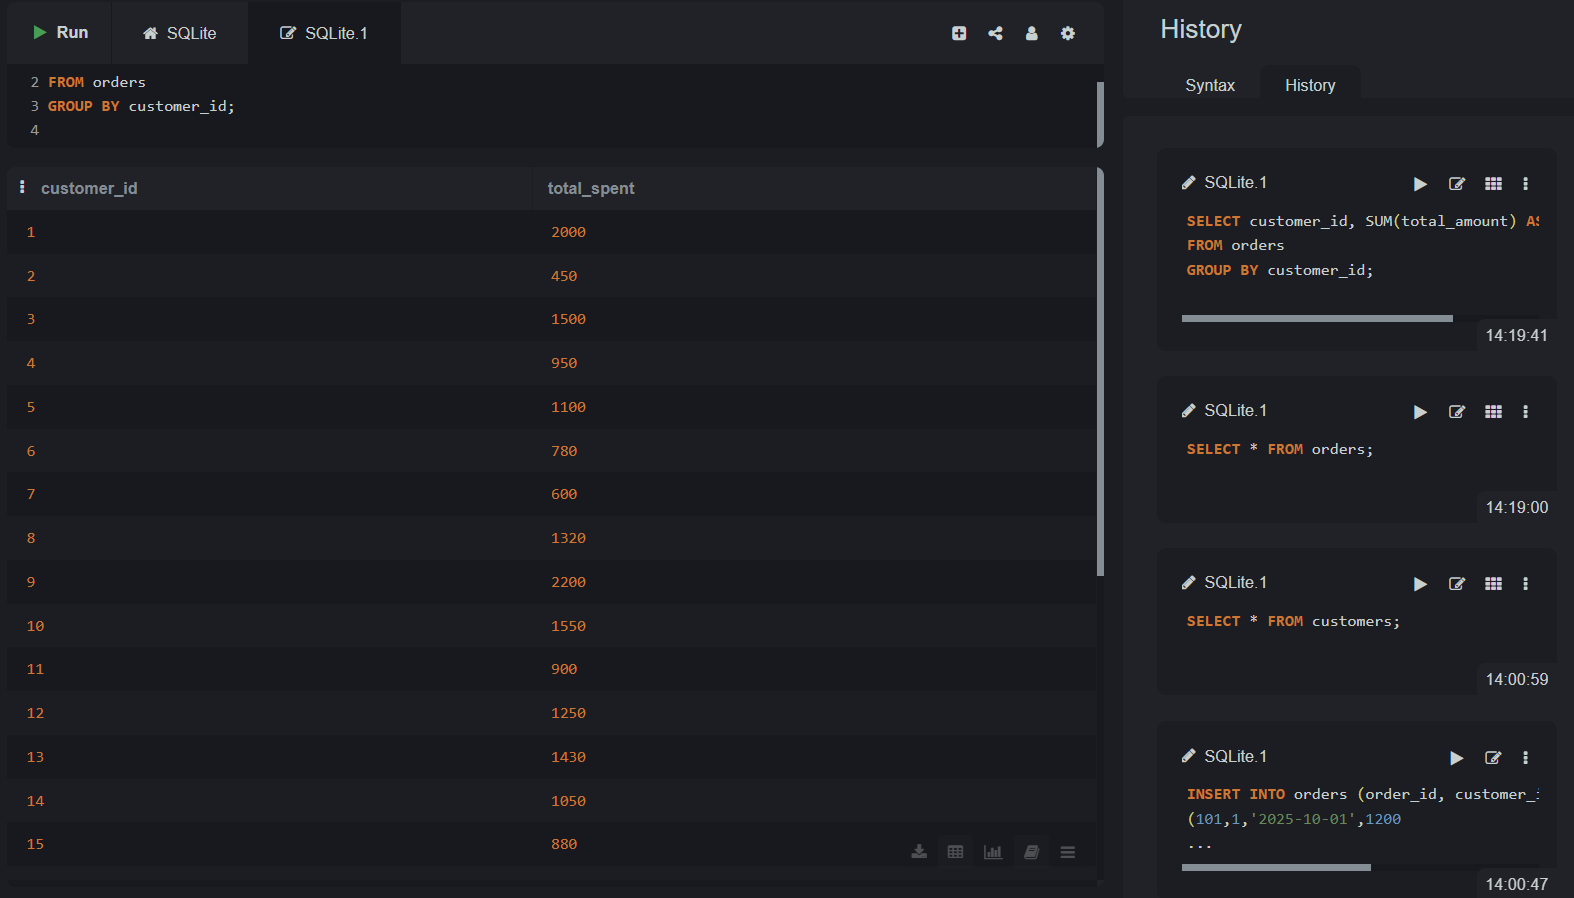 Run SQLite SQLite.1
2 FROM orders
3 GROUP BY customer_id;
4
customer_id total_spent
1 2000
2 450
3 1500
4 950
5 1100
6 780
7 600
8 1320
9 2200
10 1550
11 900
12 1250
13 1430
14 1050
15 880
History
Syntax History
SQLite.1
SELECT customer_id, SUM(total_amount) AS
FROM orders
GROUP BY customer_id;
14:19:41
SQLite.1
SELECT * FROM orders;
14:19:00
SQLite.1
SELECT * FROM customers;
14:00:59
SQLite.1
INSERT INTO orders (order_id, customer_i
(101,1,'2025-10-01',1200
...
14:00:47